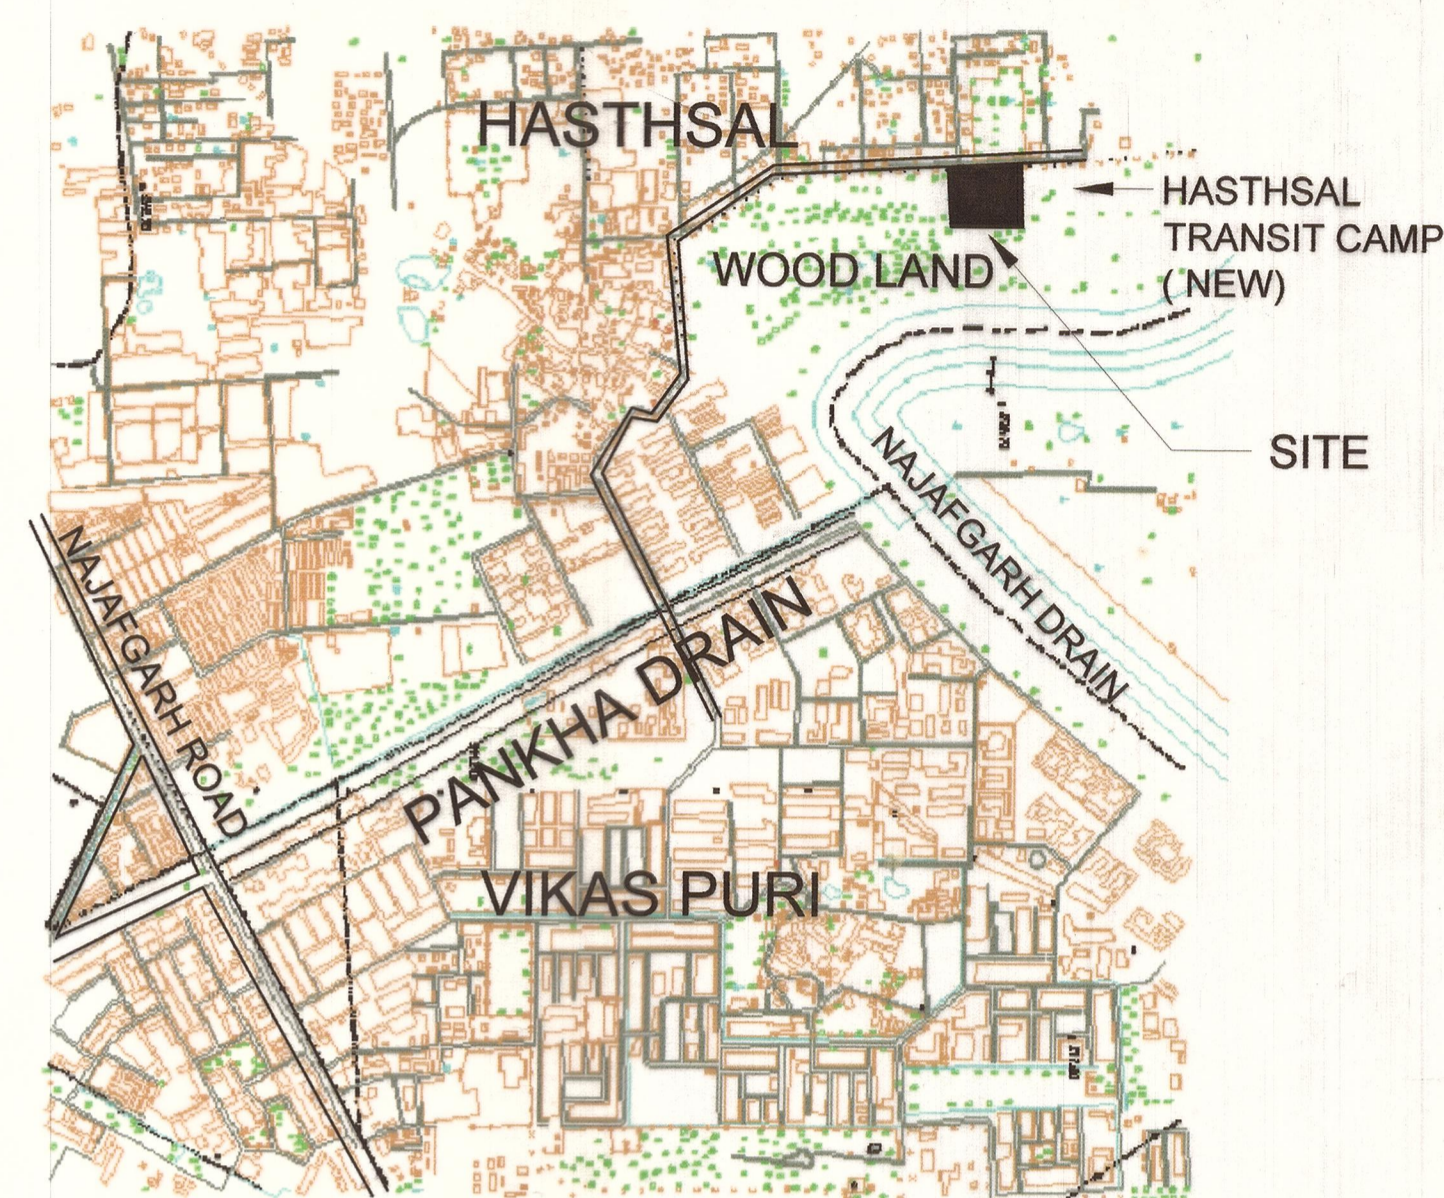 HASTHSAL
HASTHSAL
TRANSIT CAMP
( NEW)
WOOD LAND
SITE
NAJAFGARH DRAIN
NAJAFGARH ROAD
PANKHA DRAIN
VIKAS PURI